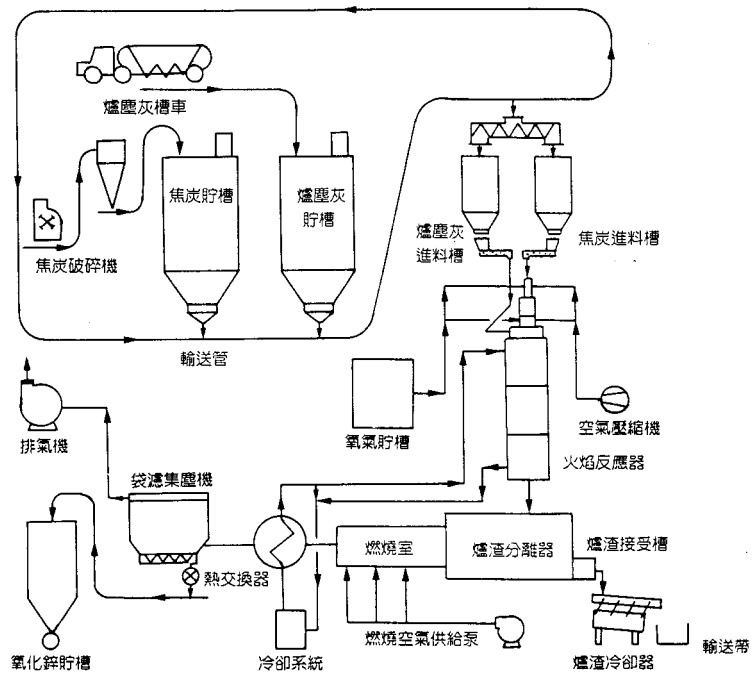 爐塵灰槽車
焦炭貯槽
爐塵灰
貯槽
焦炭破碎機
輸送管
爐塵灰
進料槽
焦炭進料槽
氧氣貯槽
空氣壓縮機
火焰反應器
排氣機
袋濾集塵機
熱交換器
燃燒室
爐渣分離器
爐渣接受槽
氧化鋅貯槽
冷卻系統
燃燒空氣供給泵
爐渣冷卻器
輸送帶